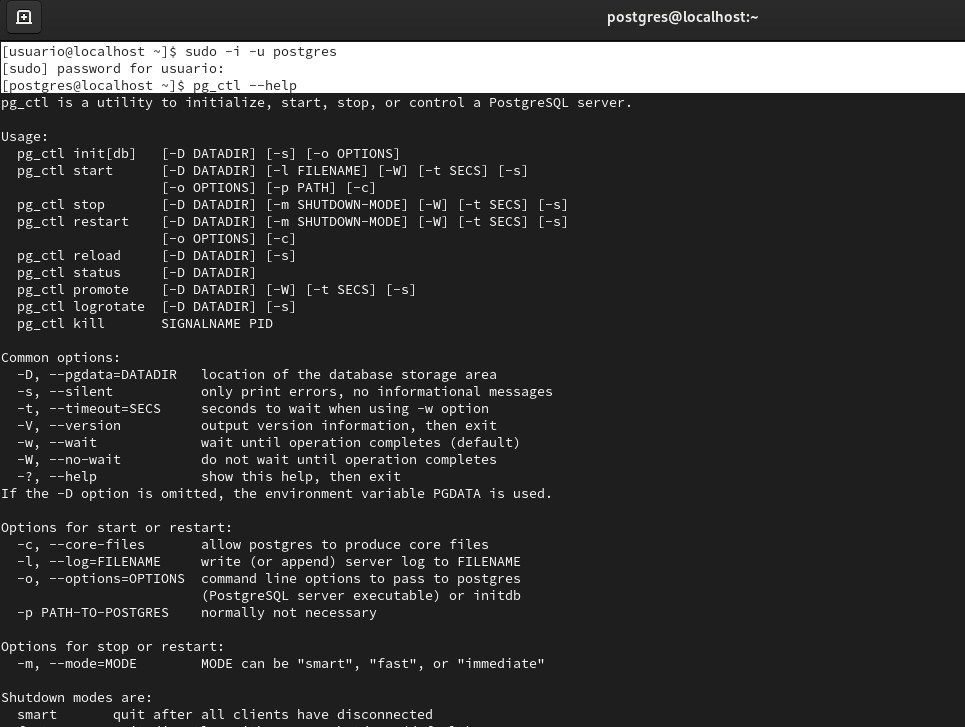 postgres@localhost:~
[usuario@localhost ~]$ sudo -i -u postgres
[sudo] password for usuario:
[postgres@localhost ~]$ pg_ctl --help
pg_ctl is a utility to initialize, start, stop, or control a PostgreSQL server.
Usage:
  pg_ctl init[db]   [-D DATADIR] [-s] [-o OPTIONS]
  pg_ctl start      [-D DATADIR] [-l FILENAME] [-W] [-t SECS] [-s]
                    [-o OPTIONS] [-p PATH] [-c]
  pg_ctl stop       [-D DATADIR] [-m SHUTDOWN-MODE] [-W] [-t SECS] [-s]
  pg_ctl restart    [-D DATADIR] [-m SHUTDOWN-MODE] [-W] [-t SECS] [-s]
                    [-o OPTIONS] [-c]
  pg_ctl reload     [-D DATADIR] [-s]
  pg_ctl status     [-D DATADIR]
  pg_ctl promote    [-D DATADIR] [-W] [-t SECS] [-s]
  pg_ctl logrotate  [-D DATADIR] [-s]
  pg_ctl kill       SIGNALNAME PID
Common options:
  -D, --pgdata=DATADIR   location of the database storage area
  -s, --silent           only print errors, no informational messages
  -t, --timeout=SECS     seconds to wait when using -w option
  -V, --version          output version information, then exit
  -w, --wait             wait until operation completes (default)
  -W, --no-wait          do not wait until operation completes
  -?, --help             show this help, then exit
If the -D option is omitted, the environment variable PGDATA is used.
Options for start or restart:
  -c, --core-files       allow postgres to produce core files
  -l, --log=FILENAME     write (or append) server log to FILENAME
  -o, --options=OPTIONS  command line options to pass to postgres
                         (PostgreSQL server executable) or initdb
  -p PATH-TO-POSTGRES    normally not necessary
Options for stop or restart:
  -m, --mode=MODE        MODE can be "smart", "fast", or "immediate"
Shutdown modes are:
  smart       quit after all clients have disconnected